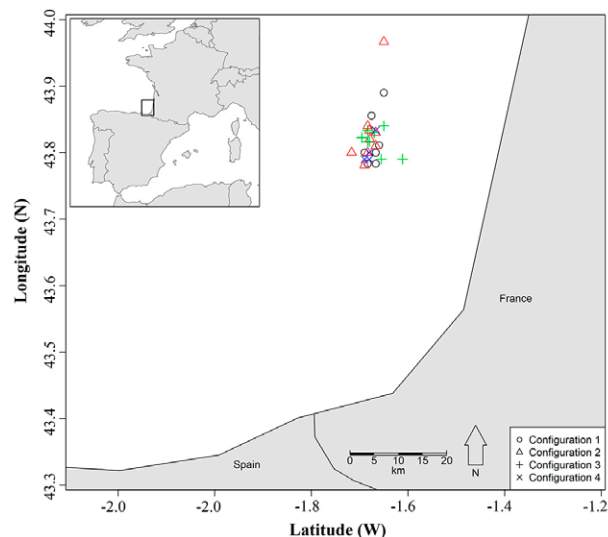 44.0
43.9
43.8
43.7
43.6
43.5
43.4
43.3
Longitude (N)
France
Spain
0 5 10 20
km
N
Configuration 1
Configuration 2
Configuration 3
Configuration 4
-2.0 -2.0 -1.8 -1.6 -1.4 -1.2
Latitude (W)